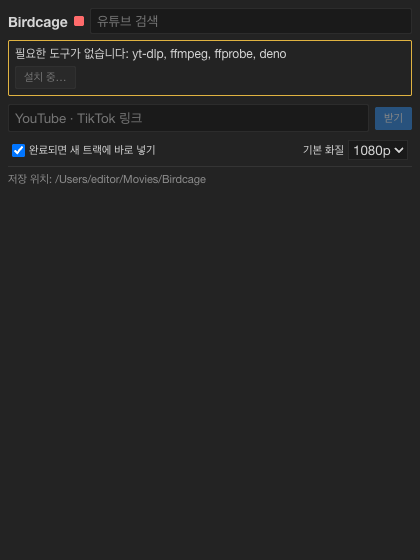 Birdcage 유튜브 검색
필요한 도구가 없습니다: yt-dlp, ffmpeg, ffprobe, deno
설치 중...
YouTube · TikTok 링크 받기
완료되면 새 트랙에 바로 넣기 기본 화질 1080p
저장 위치: /Users/editor/Movies/Birdcage